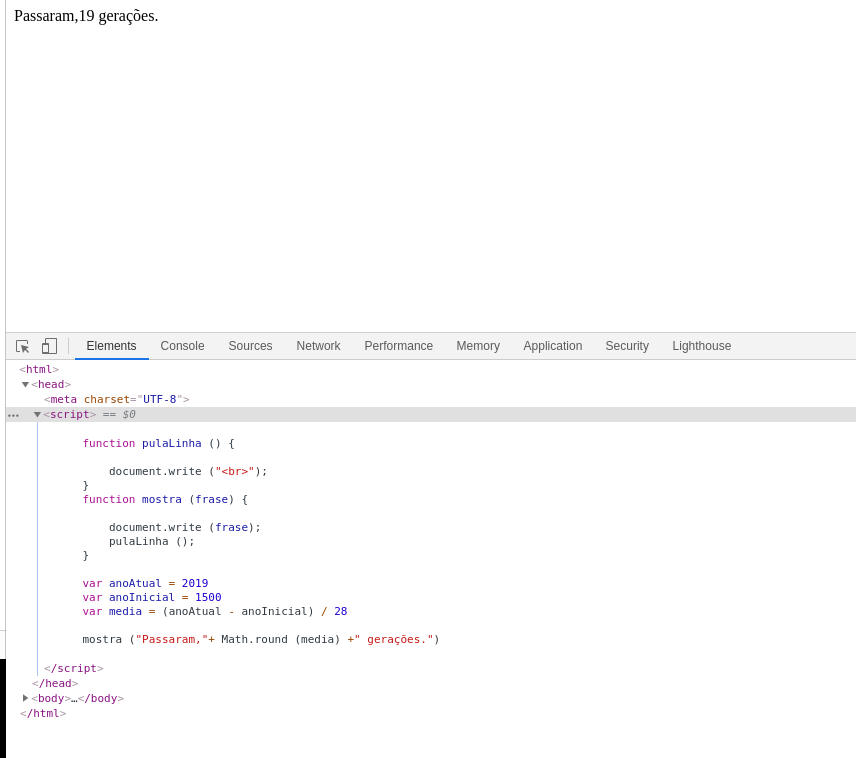 Passaram,19 gerações.
Elements Console Sources Network Performance Memory Application Security Lighthouse
<html>
<head>
<meta charset="UTF-8">
… <script> == $0
function pulaLinha () {
document.write ("<br>");
}
function mostra (frase) {
document.write (frase);
pulaLinha ();
}
var anoAtual = 2019
var anoInicial = 1500
var media = (anoAtual - anoInicial) / 28
mostra ("Passaram,"+ Math.round (media) +" gerações.")
</script>
</head>
<body>…</body>
</html>